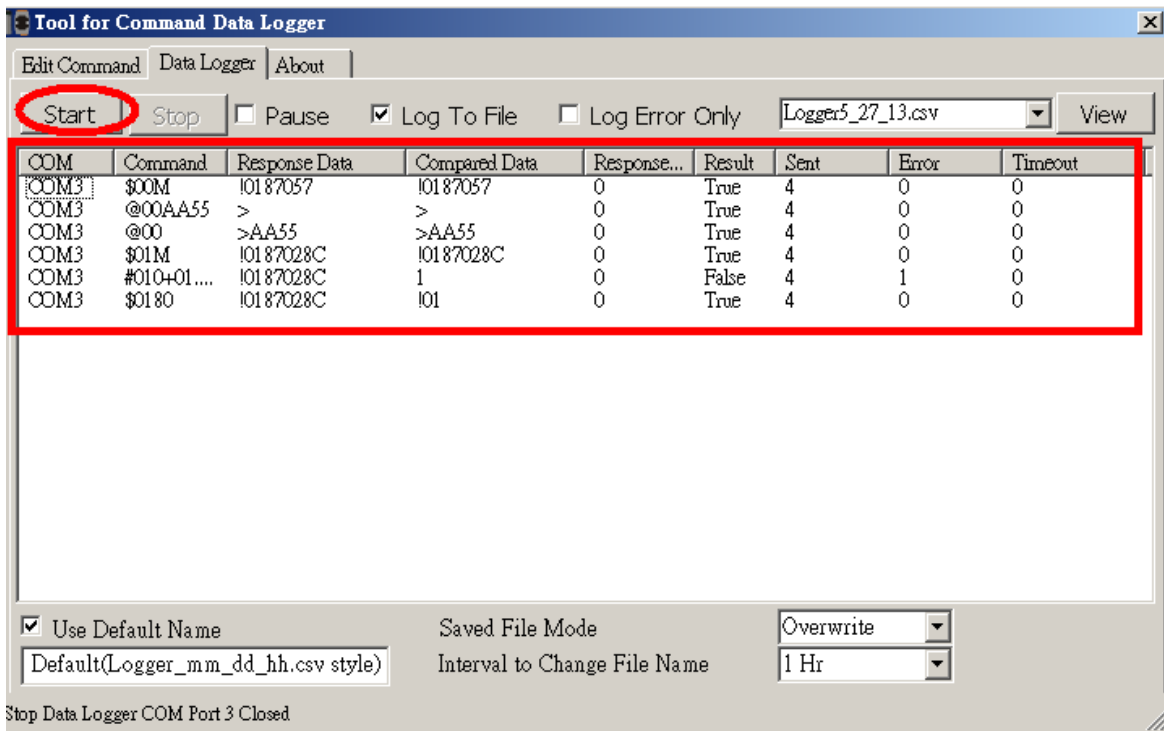 Tool for Command Data Logger
Edit Command Data Logger About
Start Stop Pause Log To File Log Error Only Logger5_27_13.csv View
COM Command Response Data Compared Data Response... Result Sent Error Timeout
COM3 $00M !0187057 !0187057 0 True 4 0 0
COM3 @00AA55 > > 0 True 4 0 0
COM3 @00 >AA55 >AA55 0 True 4 0 0
COM3 $01M !0187028C !0187028C 0 True 4 0 0
COM3 #010+01.... !0187028C 1 0 False 4 1 0
COM3 $0180 !0187028C !01 0 True 4 0 0
Use Default Name Saved File Mode Overwrite
Default(Logger_mm_dd_hh.csv style) Interval to Change File Name 1 Hr
Stop Data Logger COM Port 3 Closed